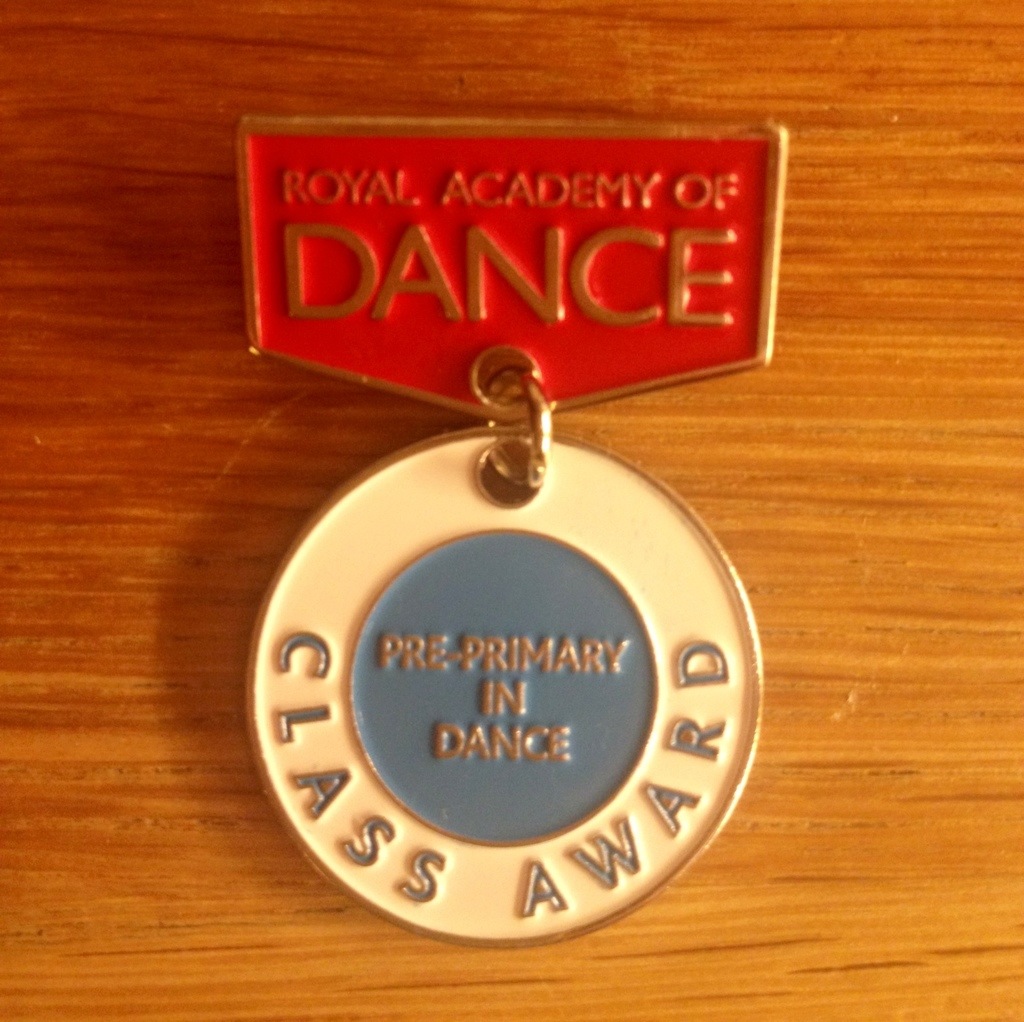 ROYAL ACADEMY OF
DANCE
PRE-PRIMARY
IN
DANCE
CLASS AWARD